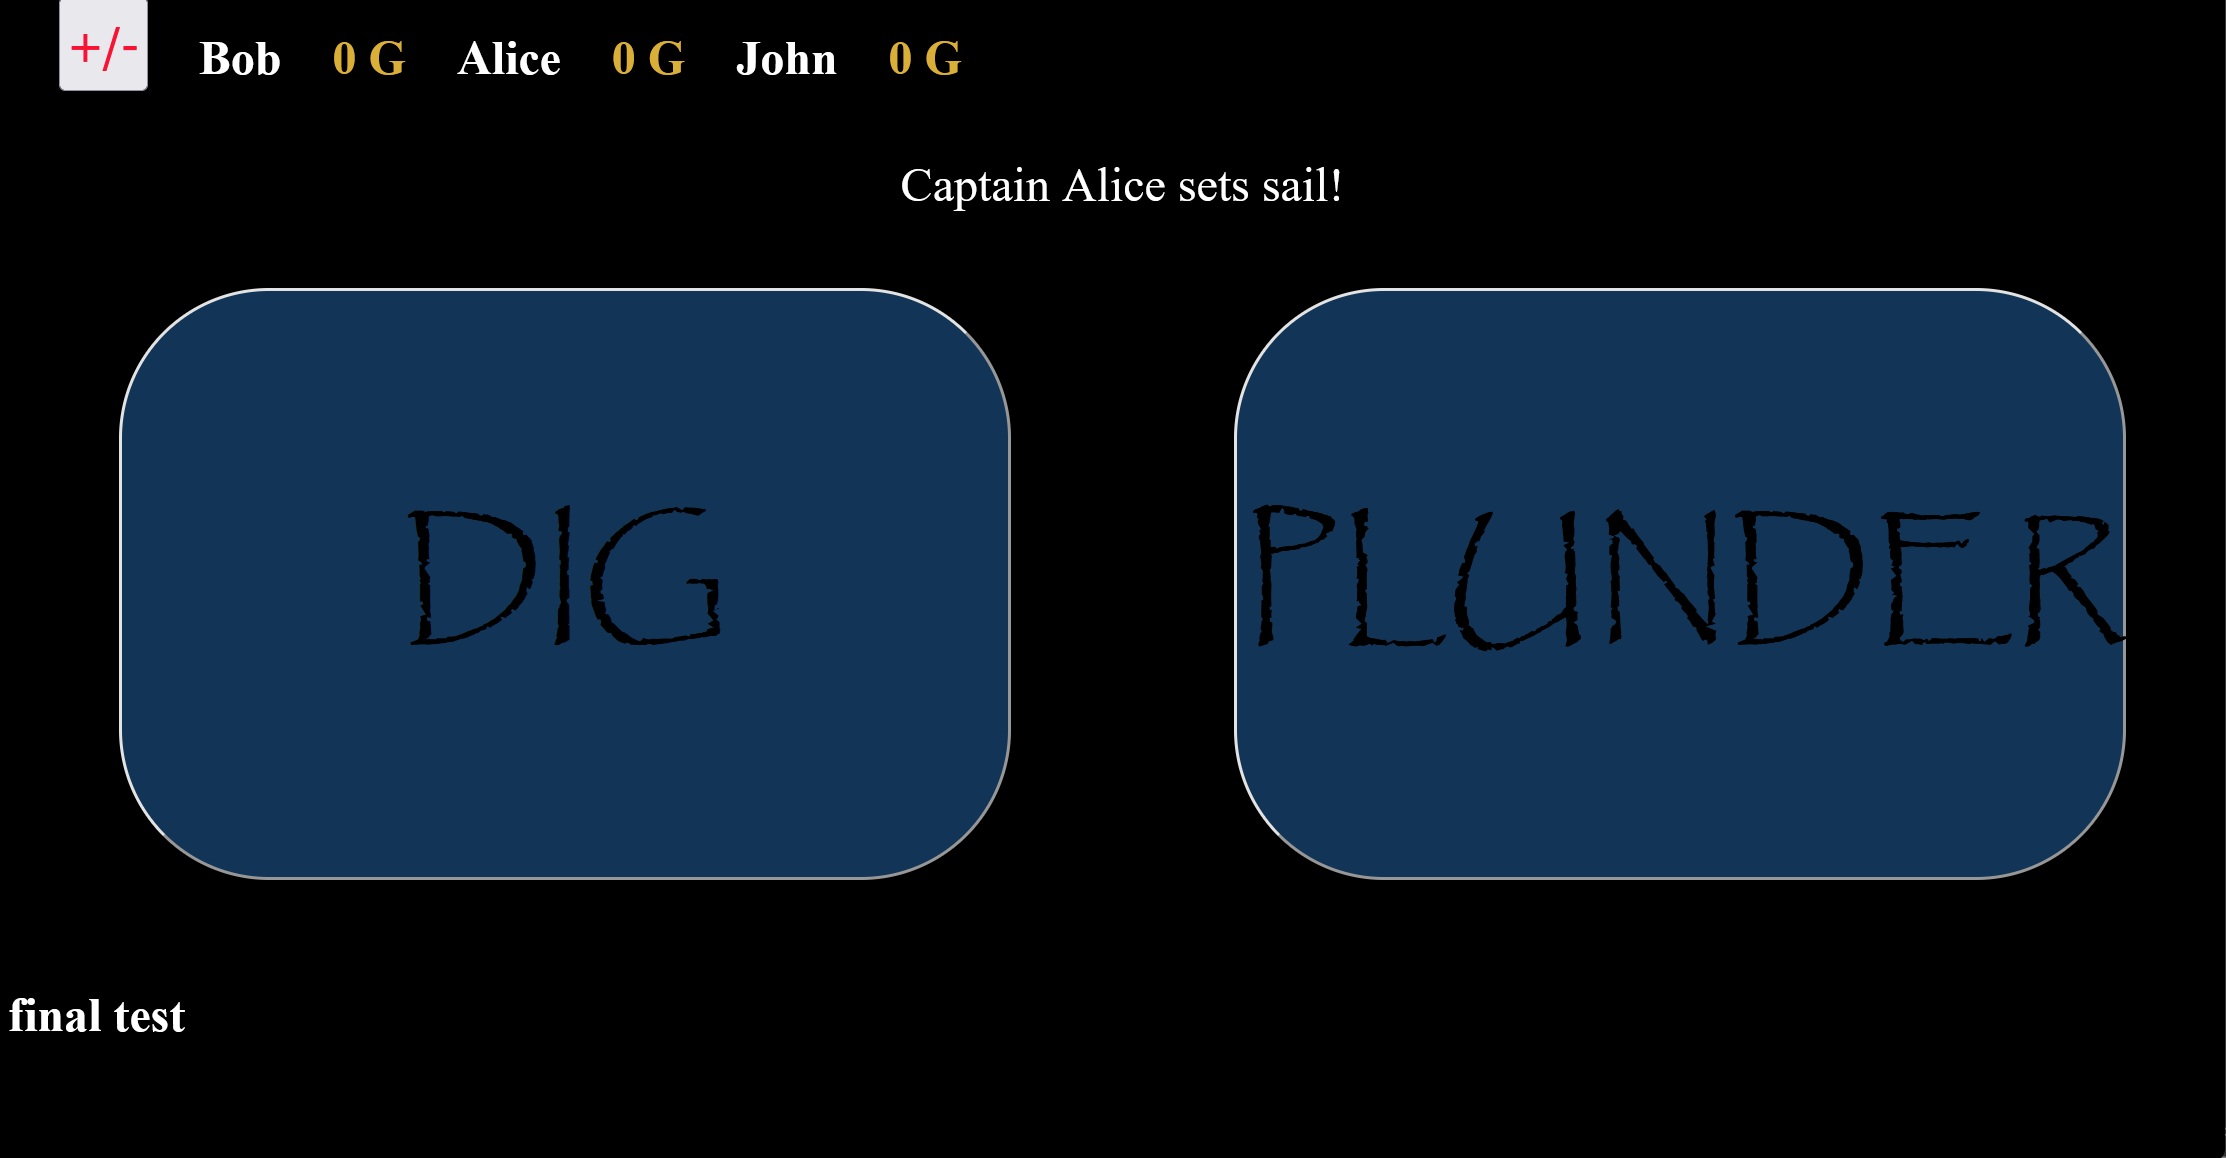 +/- Bob 0 G Alice 0 G John 0 G
Captain Alice sets sail!
DIG PLUNDER
final test